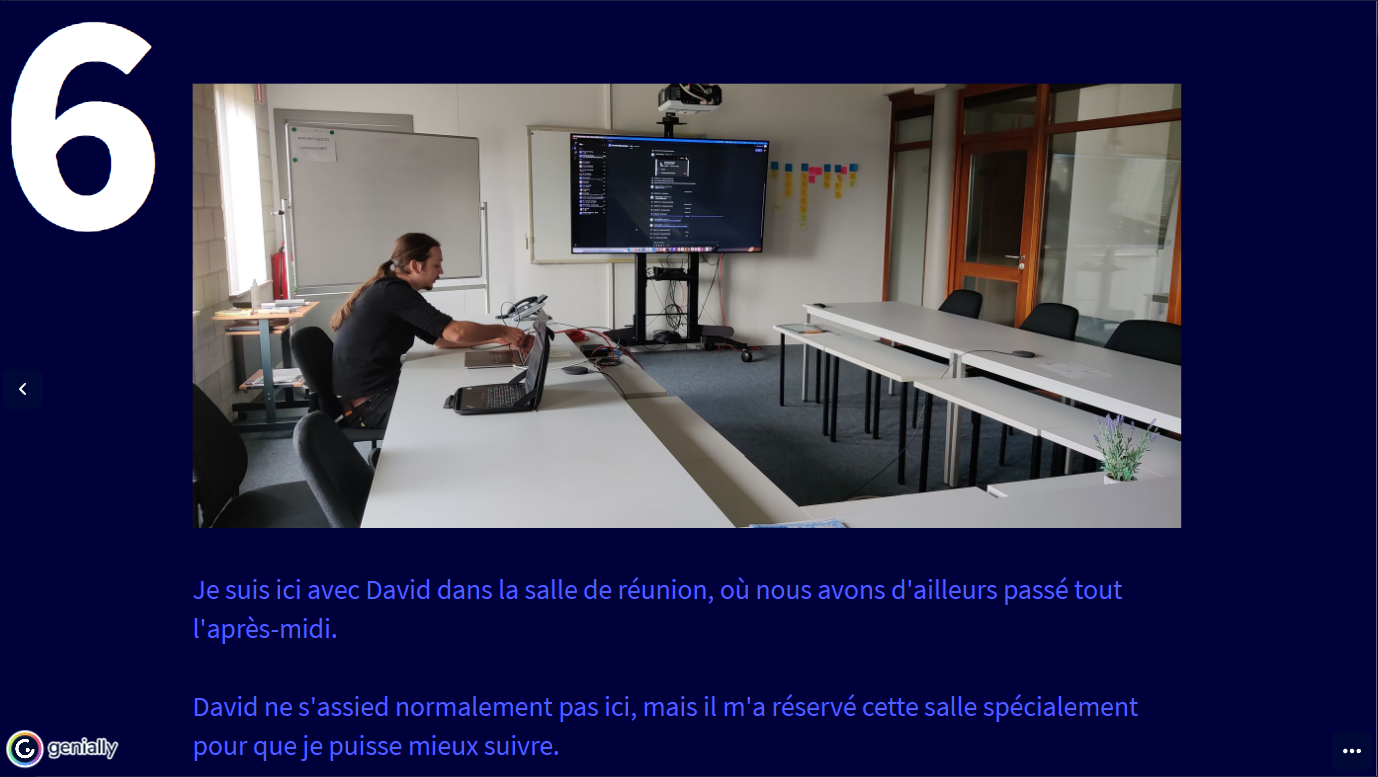 6
Je suis ici avec David dans la salle de réunion, où nous avons d'ailleurs passé tout
l'après-midi.
David ne s'assied normalement pas ici, mais il m'a réservé cette salle spécialement
pour que je puisse mieux suivre.
genially